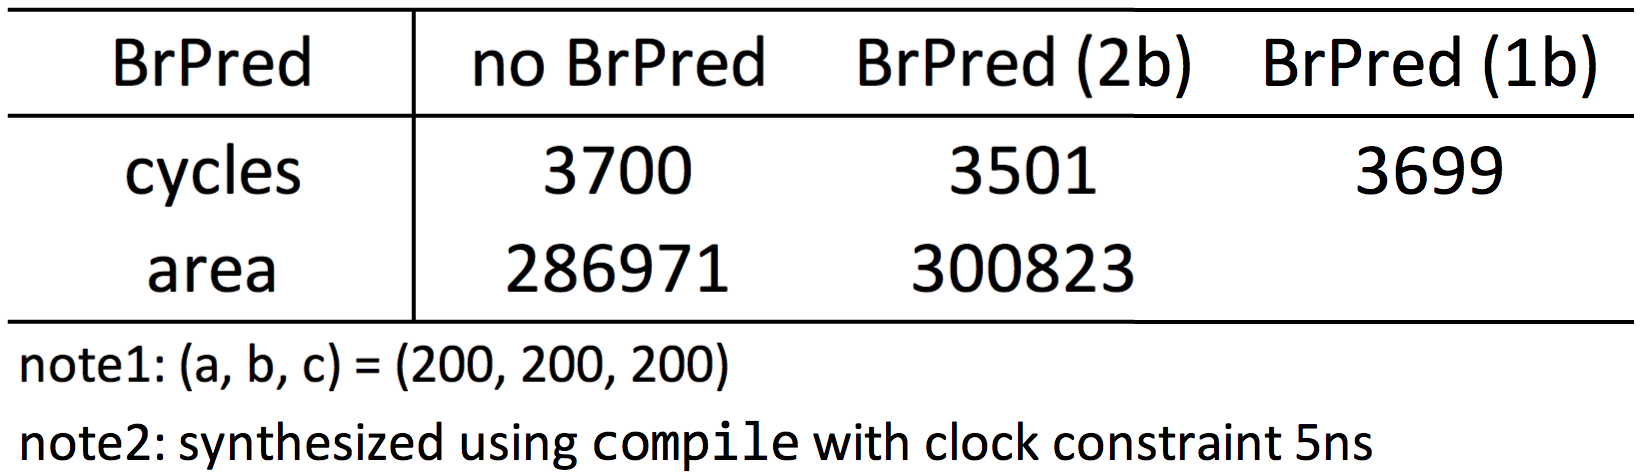 BrPred no BrPred BrPred (2b) BrPred (1b)
cycles 3700 3501 3699
area 286971 300823
note1: (a, b, c) = (200, 200, 200)
note2: synthesized using compile with clock constraint 5ns